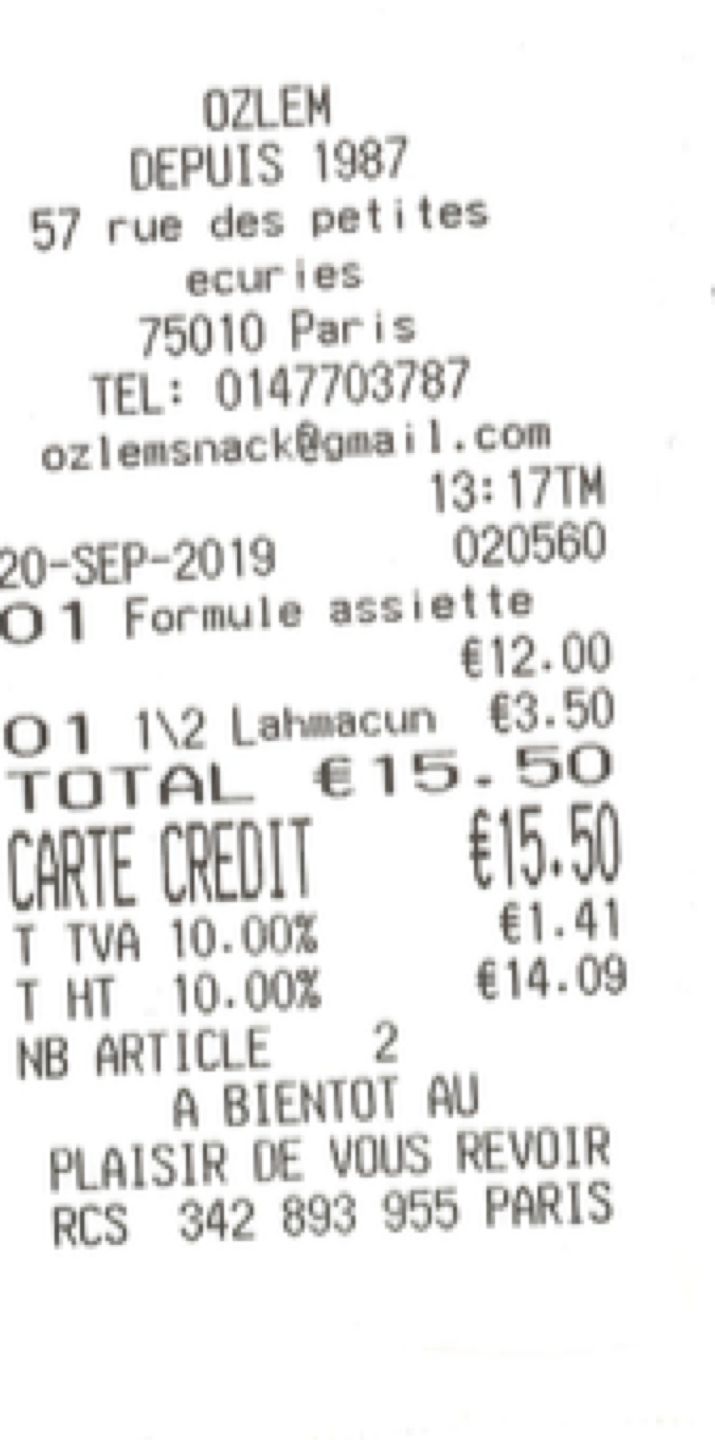 OZLEM
DEPUIS 1987
57 rue des petites
ecuries
75010 Paris
TEL: 0147703787
ozlemsnack@gmail.com
13:17TM
20-SEP-2019 020560
01 Formule assiette
€12.00
01 1\2 Lahmacun €3.50
TOTAL €15.50
CARTE CREDIT €15.50
T TVA 10.00% €1.41
T HT 10.00% €14.09
NB ARTICLE 2
A BIENTOT AU
PLAISIR DE VOUS REVOIR
RCS 342 893 955 PARIS